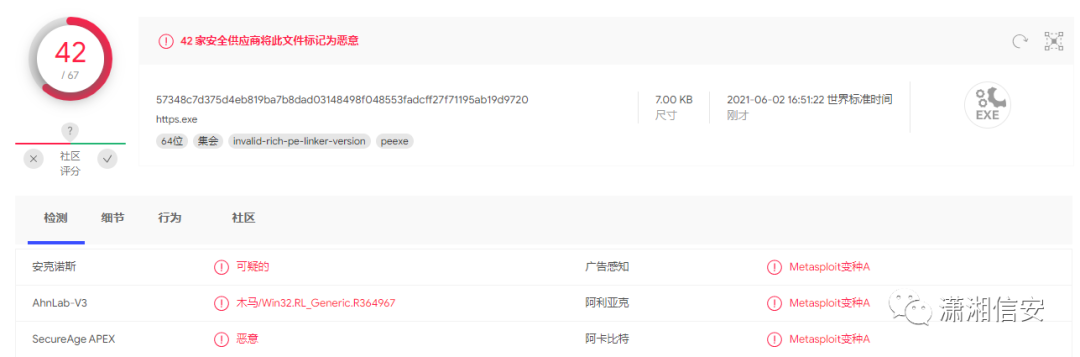 42
/ 67
?
社区
评分
42 家安全供应商将此文件标记为恶意
57348c7d375d4eb819ba7b8dad03148498f048553fadcff27f71195ab19d9720
https.exe
64位 集会 invalid-rich-pe-linker-version peexe
7.00 KB
尺寸
2021-06-02 16:51:22 世界标准时间
刚才
EXE
检测 细节 行为 社区
安克诺斯 可疑的 广告感知 Metasploit变种A
AhnLab-V3 木马/Win32.RL_Generic.R364967 阿利亚克 Metasploit变种A
SecureAge APEX 恶意 阿卡比特 Metasploit变种A
潇湘信安